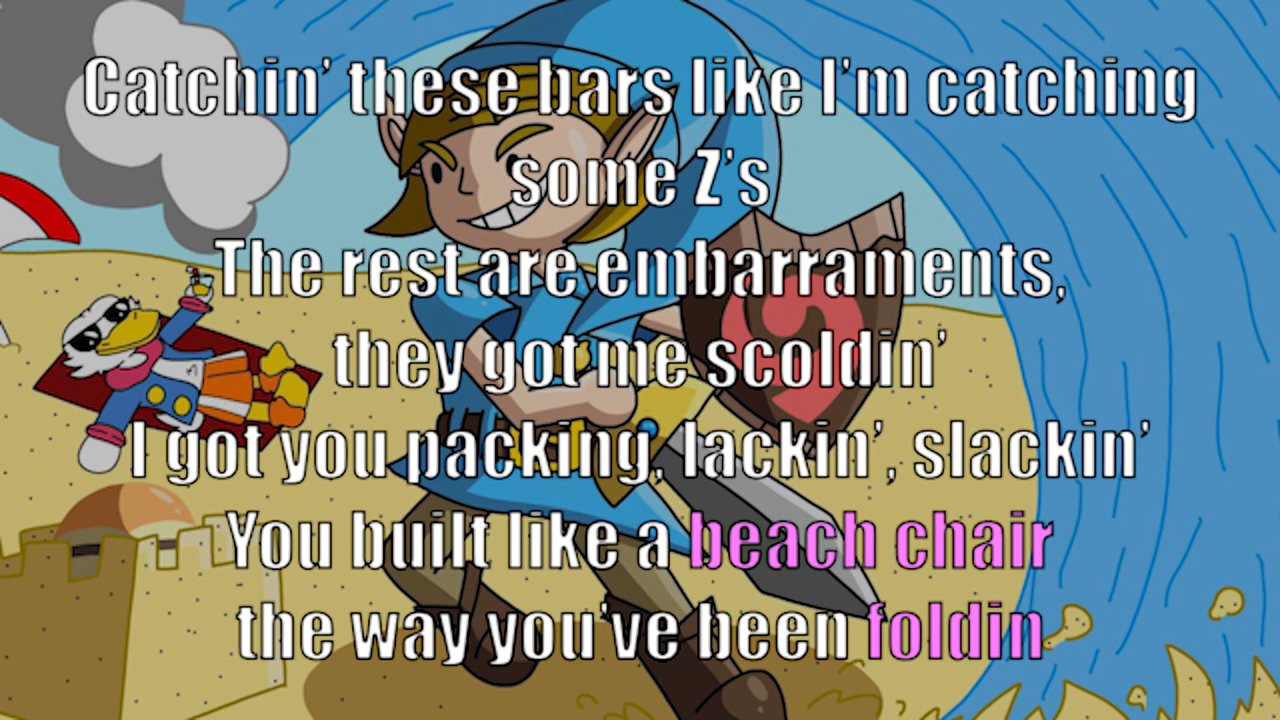 Catchin' these bars like I'm catching
some Z's
The rest are embarraments,
they got me scoldin'
I got you packing, lackin', slackin'
You built like a beach chair
the way you've been foldin